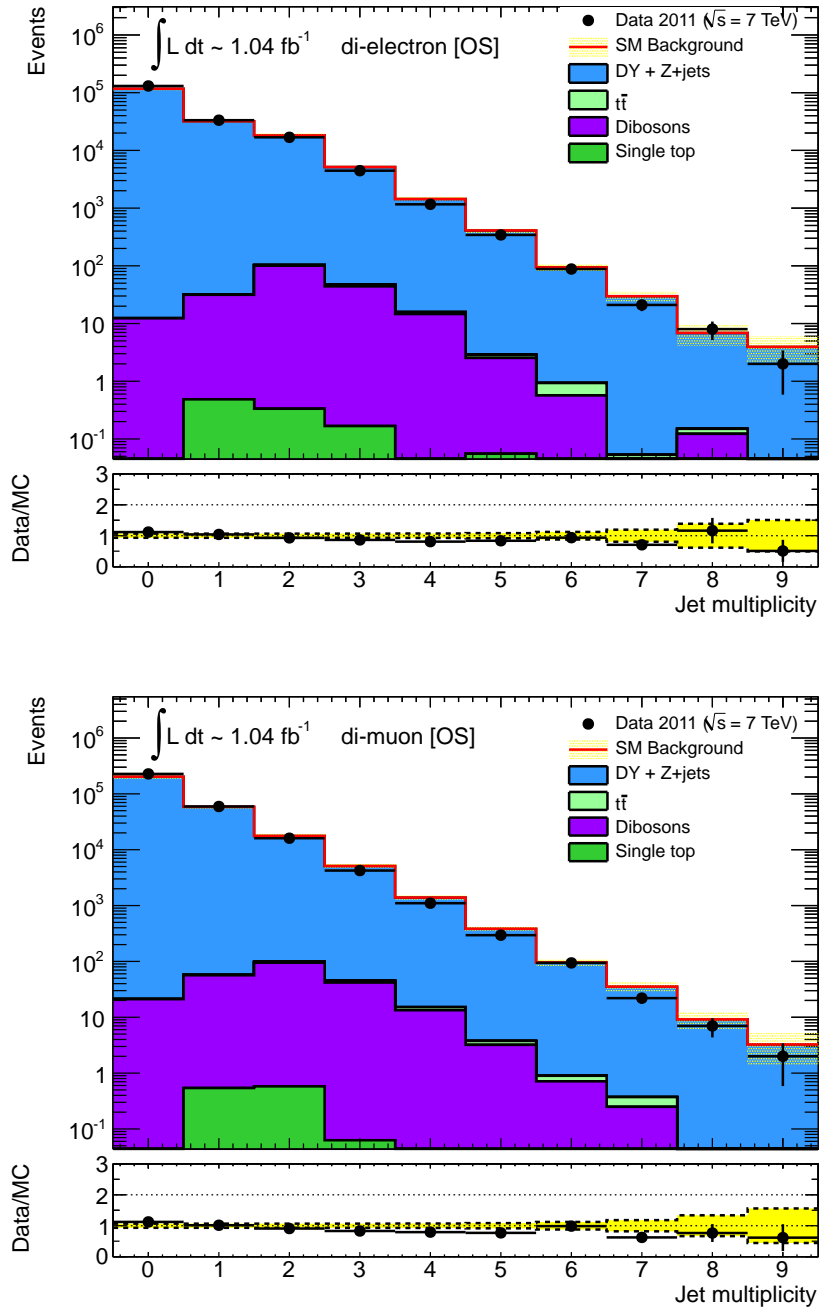 ∫ L dt ~ 1.04 fb⁻¹ di-electron [OS]
Data 2011 (√s = 7 TeV)
SM Background
DY + Z+jets
tt̄
Dibosons
Single top
Events
10⁶
10⁵
10⁴
10³
10²
10
1
10⁻¹
Data/MC
3
2
1
0
0 1 2 3 4 5 6 7 8 9
Jet multiplicity
∫ L dt ~ 1.04 fb⁻¹ di-muon [OS]
Data 2011 (√s = 7 TeV)
SM Background
DY + Z+jets
tt̄
Dibosons
Single top
Events
10⁶
10⁵
10⁴
10³
10²
10
1
10⁻¹
Data/MC
3
2
1
0
0 1 2 3 4 5 6 7 8 9
Jet multiplicity